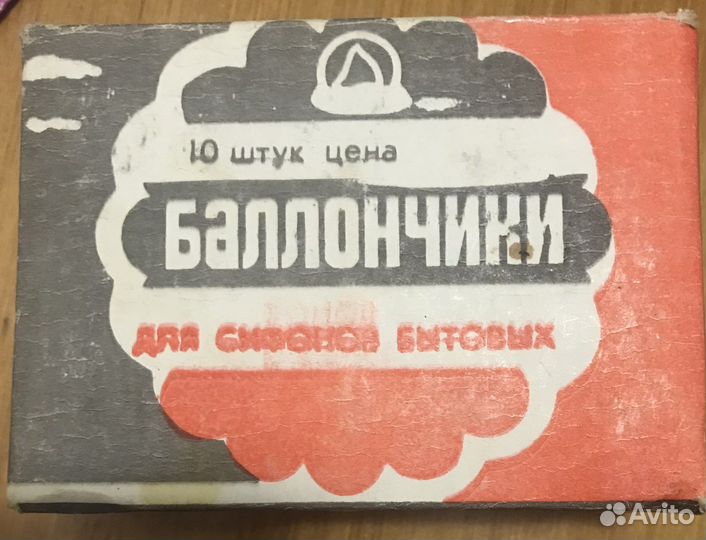 10 штук цена
Баллончики
для сифонов бытовых
Avito